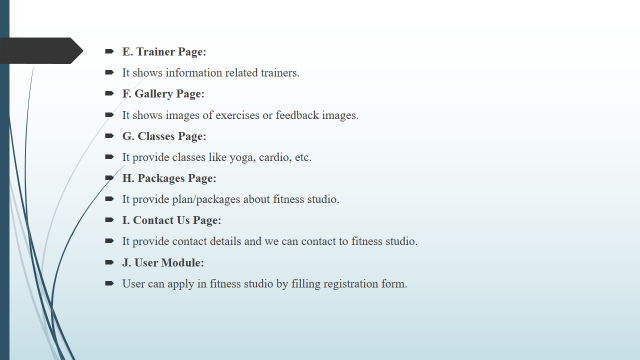 E. Trainer Page:
It shows information related trainers.
F. Gallery Page:
It shows images of exercises or feedback images.
G. Classes Page:
It provide classes like yoga, cardio, etc.
H. Packages Page:
It provide plan/packages about fitness studio.
I. Contact Us Page:
It provide contact details and we can contact to fitness studio.
J. User Module:
User can apply in fitness studio by filling registration form.